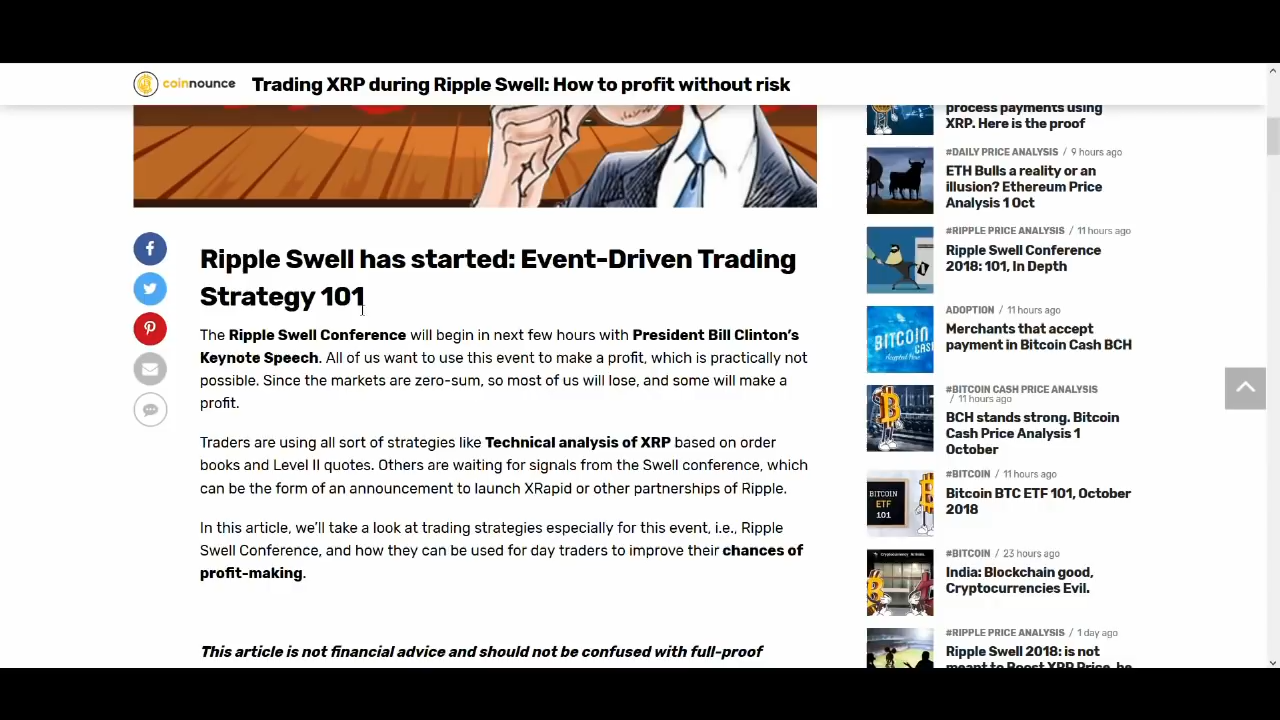 coinnounce
Trading XRP during Ripple Swell: How to profit without risk
Ripple Swell has started: Event-Driven Trading
Strategy 101
The Ripple Swell Conference will begin in next few hours with President Bill Clinton's
Keynote Speech. All of us want to use this event to make a profit, which is practically not
possible. Since the markets are zero-sum, so most of us will lose, and some will make a
profit.
Traders are using all sort of strategies like Technical analysis of XRP based on order
books and Level II quotes. Others are waiting for signals from the Swell conference, which
can be the form of an announcement to launch XRapid or other partnerships of Ripple.
In this article, we'll take a look at trading strategies especially for this event, i.e., Ripple
Swell Conference, and how they can be used for day traders to improve their chances of
profit-making.
This article is not financial advice and should not be confused with full-proof
process payments using
XRP. Here is the proof
#DAILY PRICE ANALYSIS / 9 hours ago
ETH Bulls a reality or an
illusion? Ethereum Price
Analysis 1 Oct
#RIPPLE PRICE ANALYSIS / 11 hours ago
Ripple Swell Conference
2018: 101, In Depth
ADOPTION / 11 hours ago
Merchants that accept
payment in Bitcoin Cash BCH
BITCOIN
CASH
#BITCOIN CASH PRICE ANALYSIS
/ 11 hours ago
BCH stands strong. Bitcoin
Cash Price Analysis 1
October
#BITCOIN / 11 hours ago
Bitcoin BTC ETF 101, October
2018
BITCOIN
ETF
101
#BITCOIN / 23 hours ago
India: Blockchain good,
Cryptocurrencies Evil.
#RIPPLE PRICE ANALYSIS / 1 day ago
Ripple Swell 2018: is not
meant to Boost XRP Price, be